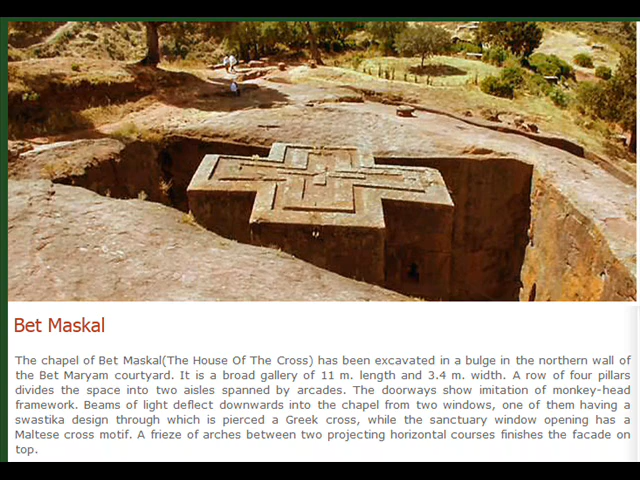 Bet Maskal
The chapel of Bet Maskal(The House Of The Cross) has been excavated in a bulge in the northern wall of
the Bet Maryam courtyard. It is a broad gallery of 11 m. length and 3.4 m. width. A row of four pillars
divides the space into two aisles spanned by arcades. The doorways show imitation of monkey-head
framework. Beams of light deflect downwards into the chapel from two windows, one of them having a
swastika design through which is pierced a Greek cross, while the sanctuary window opening has a
Maltese cross motif. A frieze of arches between two projecting horizontal courses finishes the facade on
top.